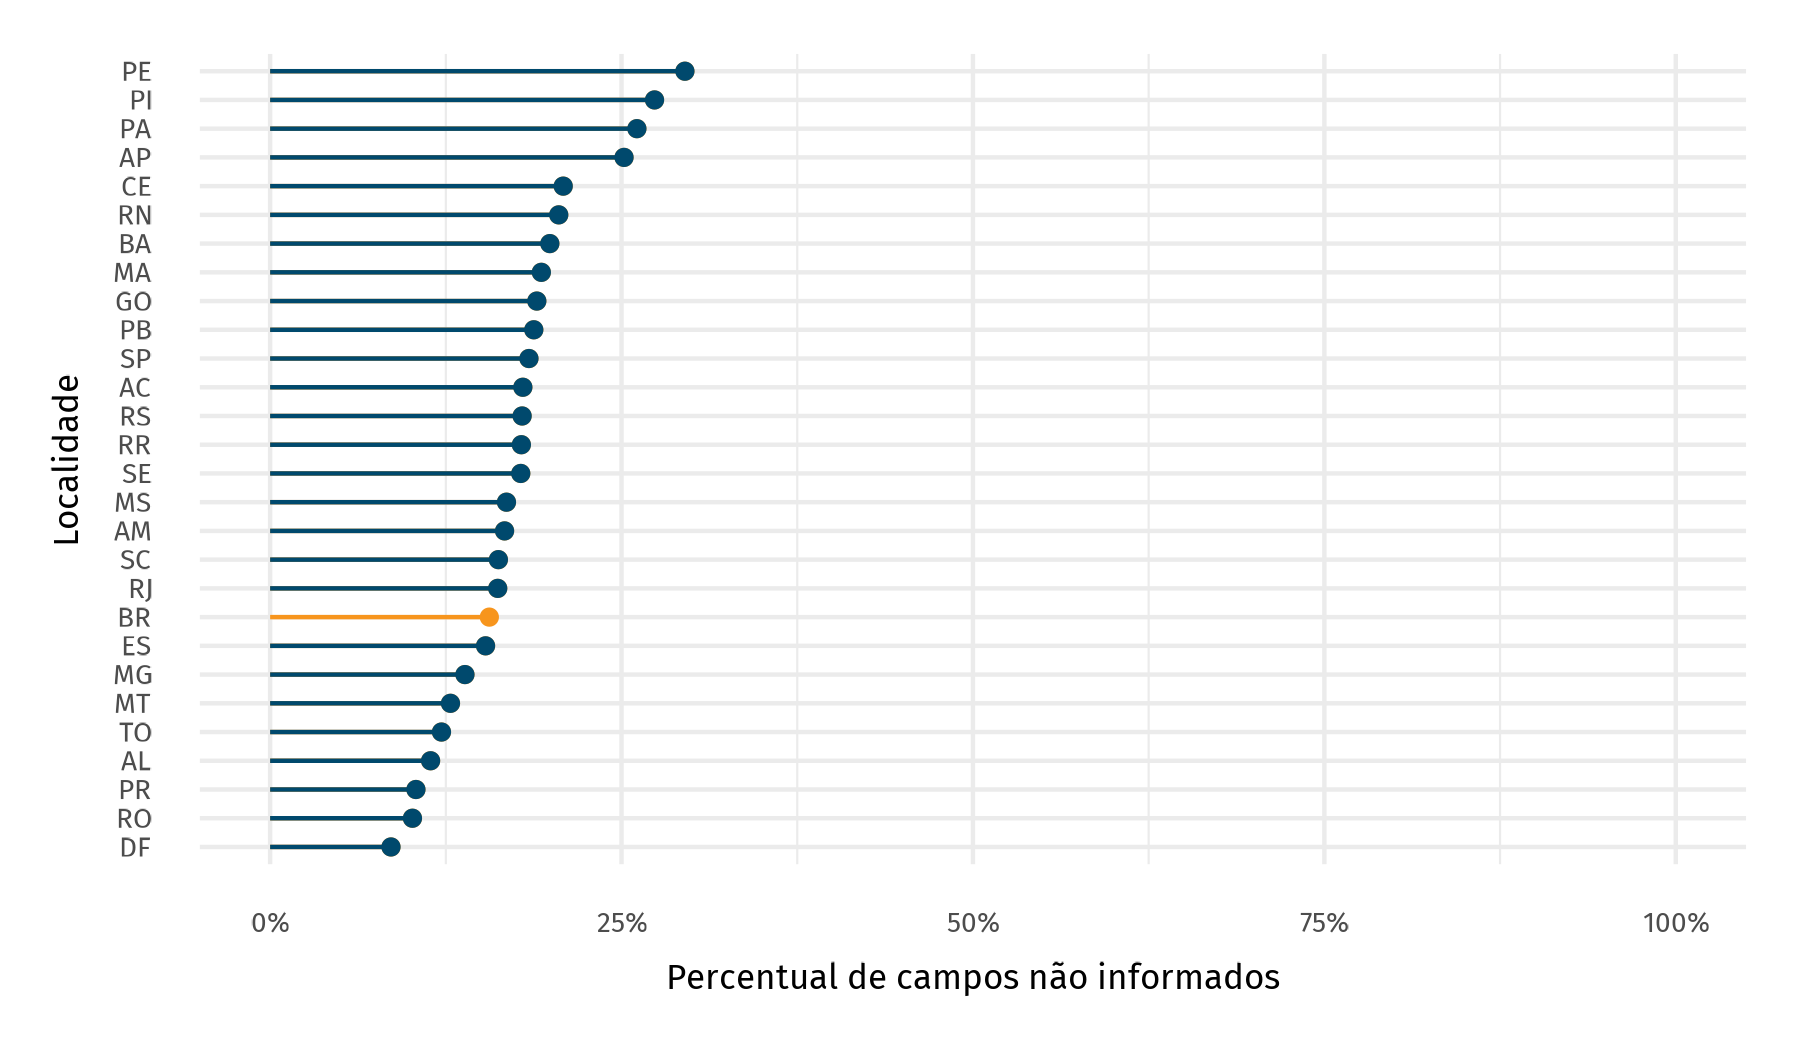 PE
PI
PA
AP
CE
RN
BA
MA
GO
PB
SP
AC
RS
RR
SE
MS
AM
SC
RJ
BR
ES
MG
MT
TO
AL
PR
RO
DF
Localidade
0% 25% 50% 75% 100%
Percentual de campos não informados